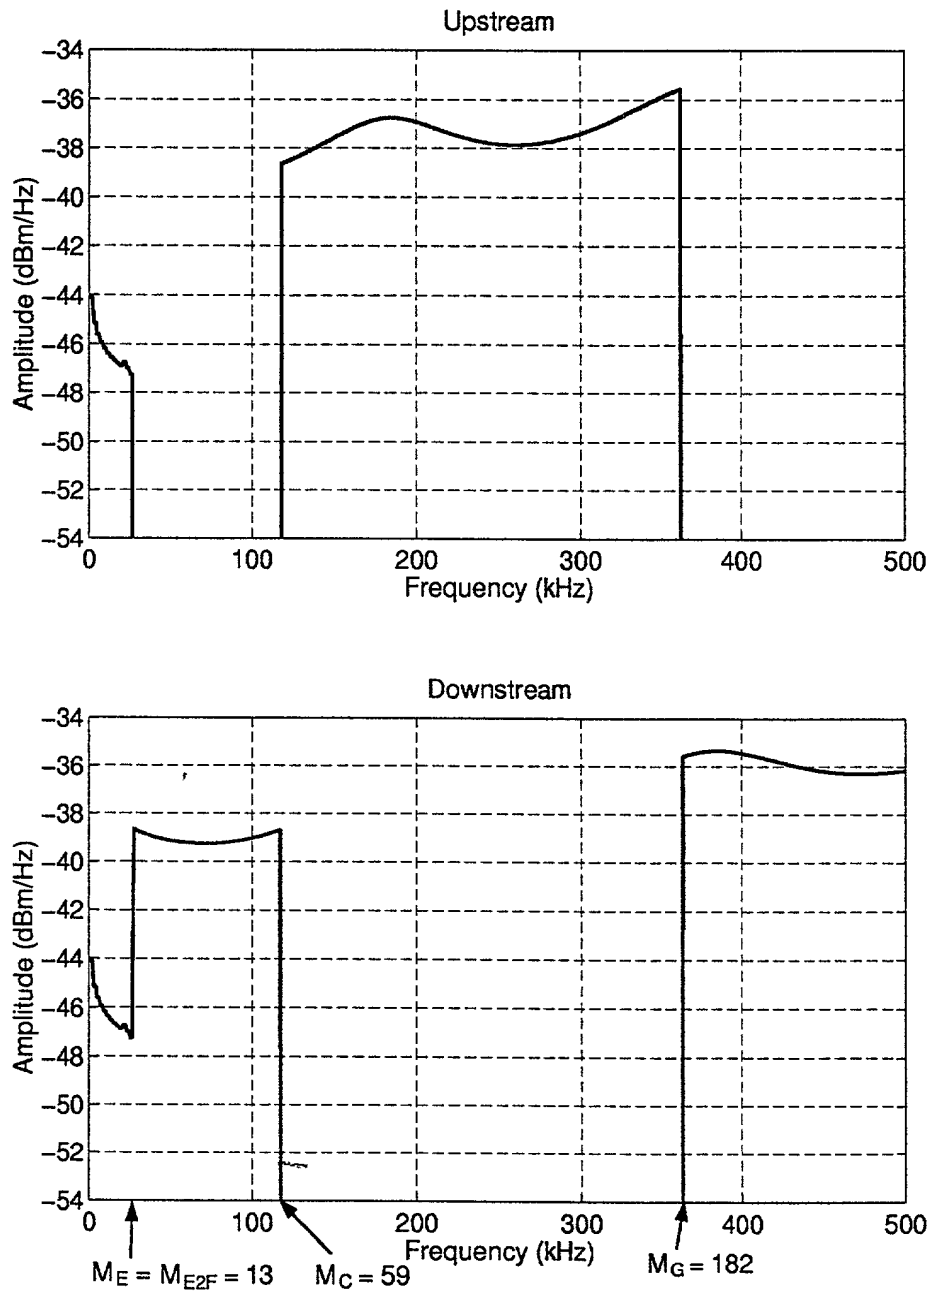 Upstream
Amplitude (dBm/Hz)
−34
−36
−38
−40
−42
−44
−46
−48
−50
−52
−54
0 100 200 300 400 500
Frequency (kHz)
Downstream
Amplitude (dBm/Hz)
−34
−36
−38
−40
−42
−44
−46
−48
−50
−52
−54
0 100 200 300 400 500
Frequency (kHz)
M_E = M_E2F = 13 M_C = 59 M_G = 182